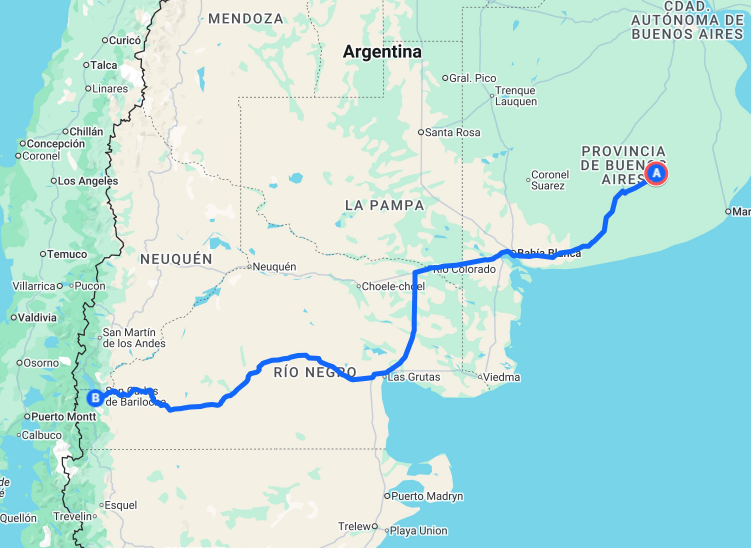 MENDOZA
CDAD.
AUTÓNOMA DE
BUENOS AIRES
Curicó
Argentina
Talca
Gral. Pico
Linares
Trenque
Lauquen
Chillán
Santa Rosa
Concepción
Coronel
PROVINCIA
DE BUENOS
AIRES
A
Coronel
Suarez
Los Angeles
LA PAMPA
Mar
Temuco
NEUQUÉN
Neuquén
Bahía Blanca
Río Colorado
Villarrica
Pucon
Choele-choel
Valdivia
San Martín
de los Andes
Osorno
RÍO NEGRO
Las Grutas
Viedma
B
San Carlos
de Bariloche
Puerto Montt
Calbuco
de
é
Esquel
Puerto Madryn
Quellón
Trevelin
Trelew
Playa Union